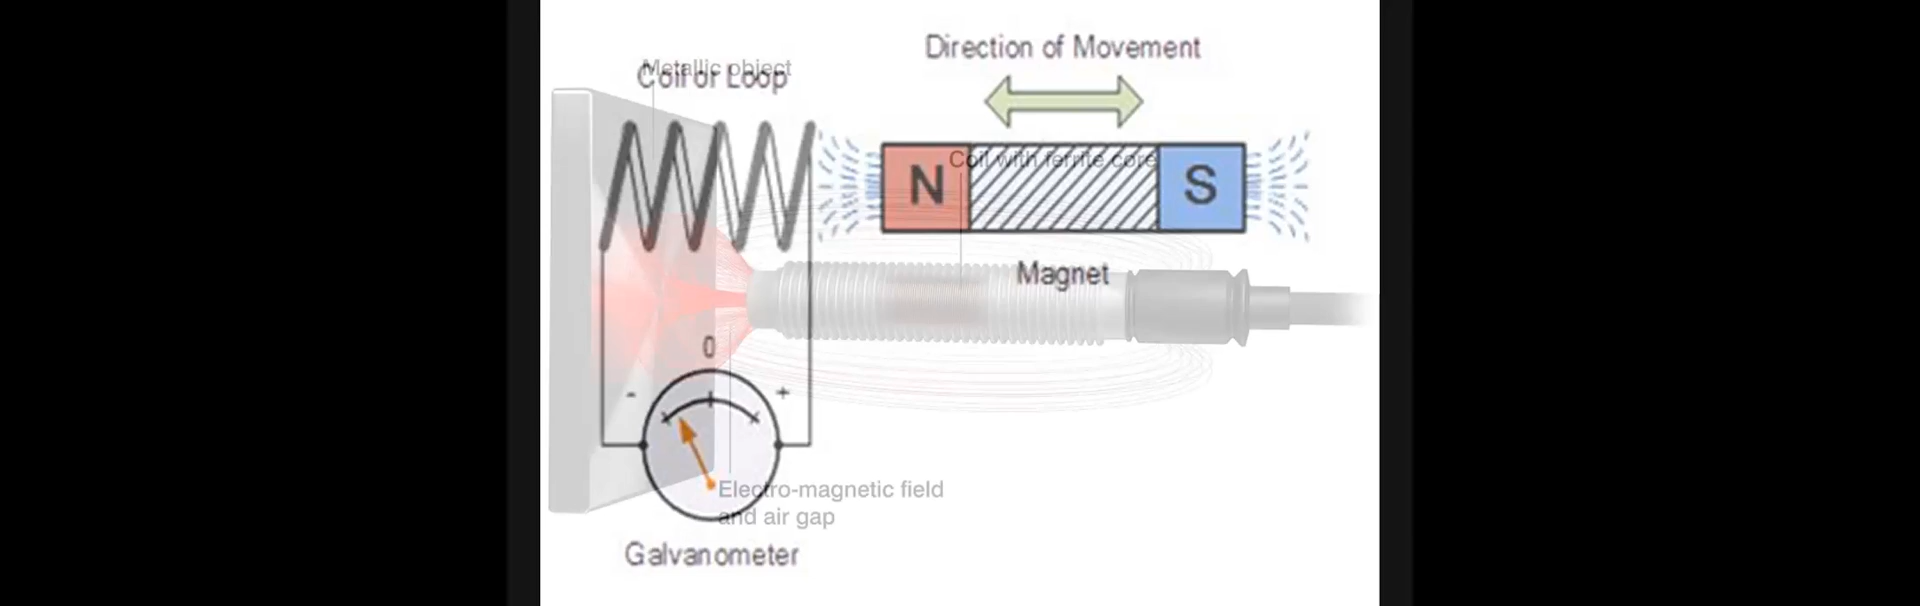 Direction of Movement
Metallic object
Coil or Loop
N
S
Coil with ferrite core
Magnet
0
- +
Electro-magnetic field
and air gap
Galvanometer